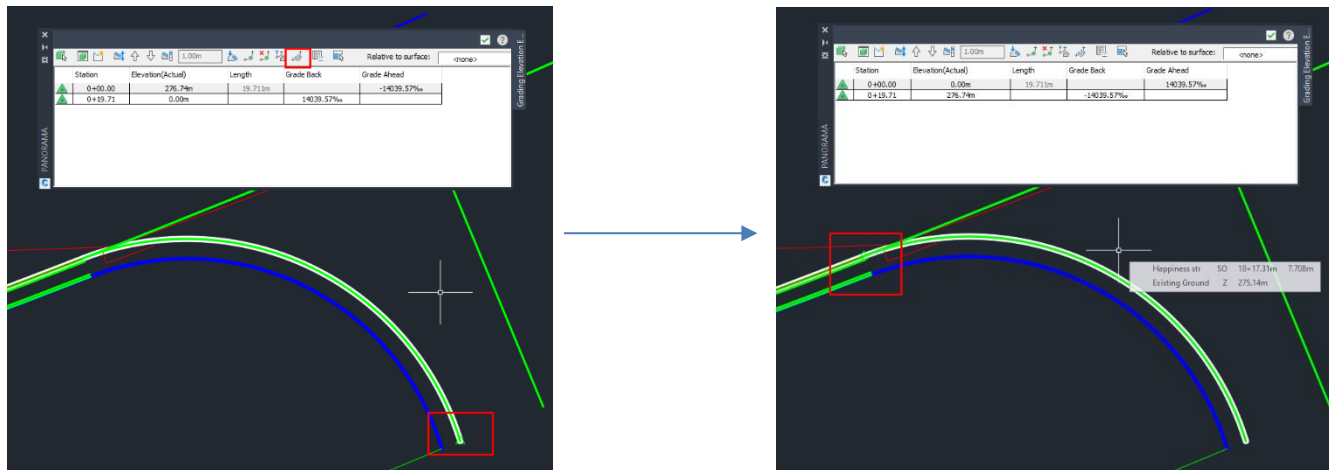 Grading Elevation E...
PANORAMA
1.00m
Relative to surface: <none>
Station Elevation(Actual) Length Grade Back Grade Ahead
0+00.00 276.74m 19.711m -14039.57‰
0+19.71 0.00m 14039.57‰
Grading Elevation E...
PANORAMA
1.00m
Relative to surface: <none>
Station Elevation(Actual) Length Grade Back Grade Ahead
0+00.00 0.00m 19.711m 14039.57‰
0+19.71 276.74m -14039.57‰
Happiness str SO 18+17.31m 7.708m
Existing Ground Z 275.14m